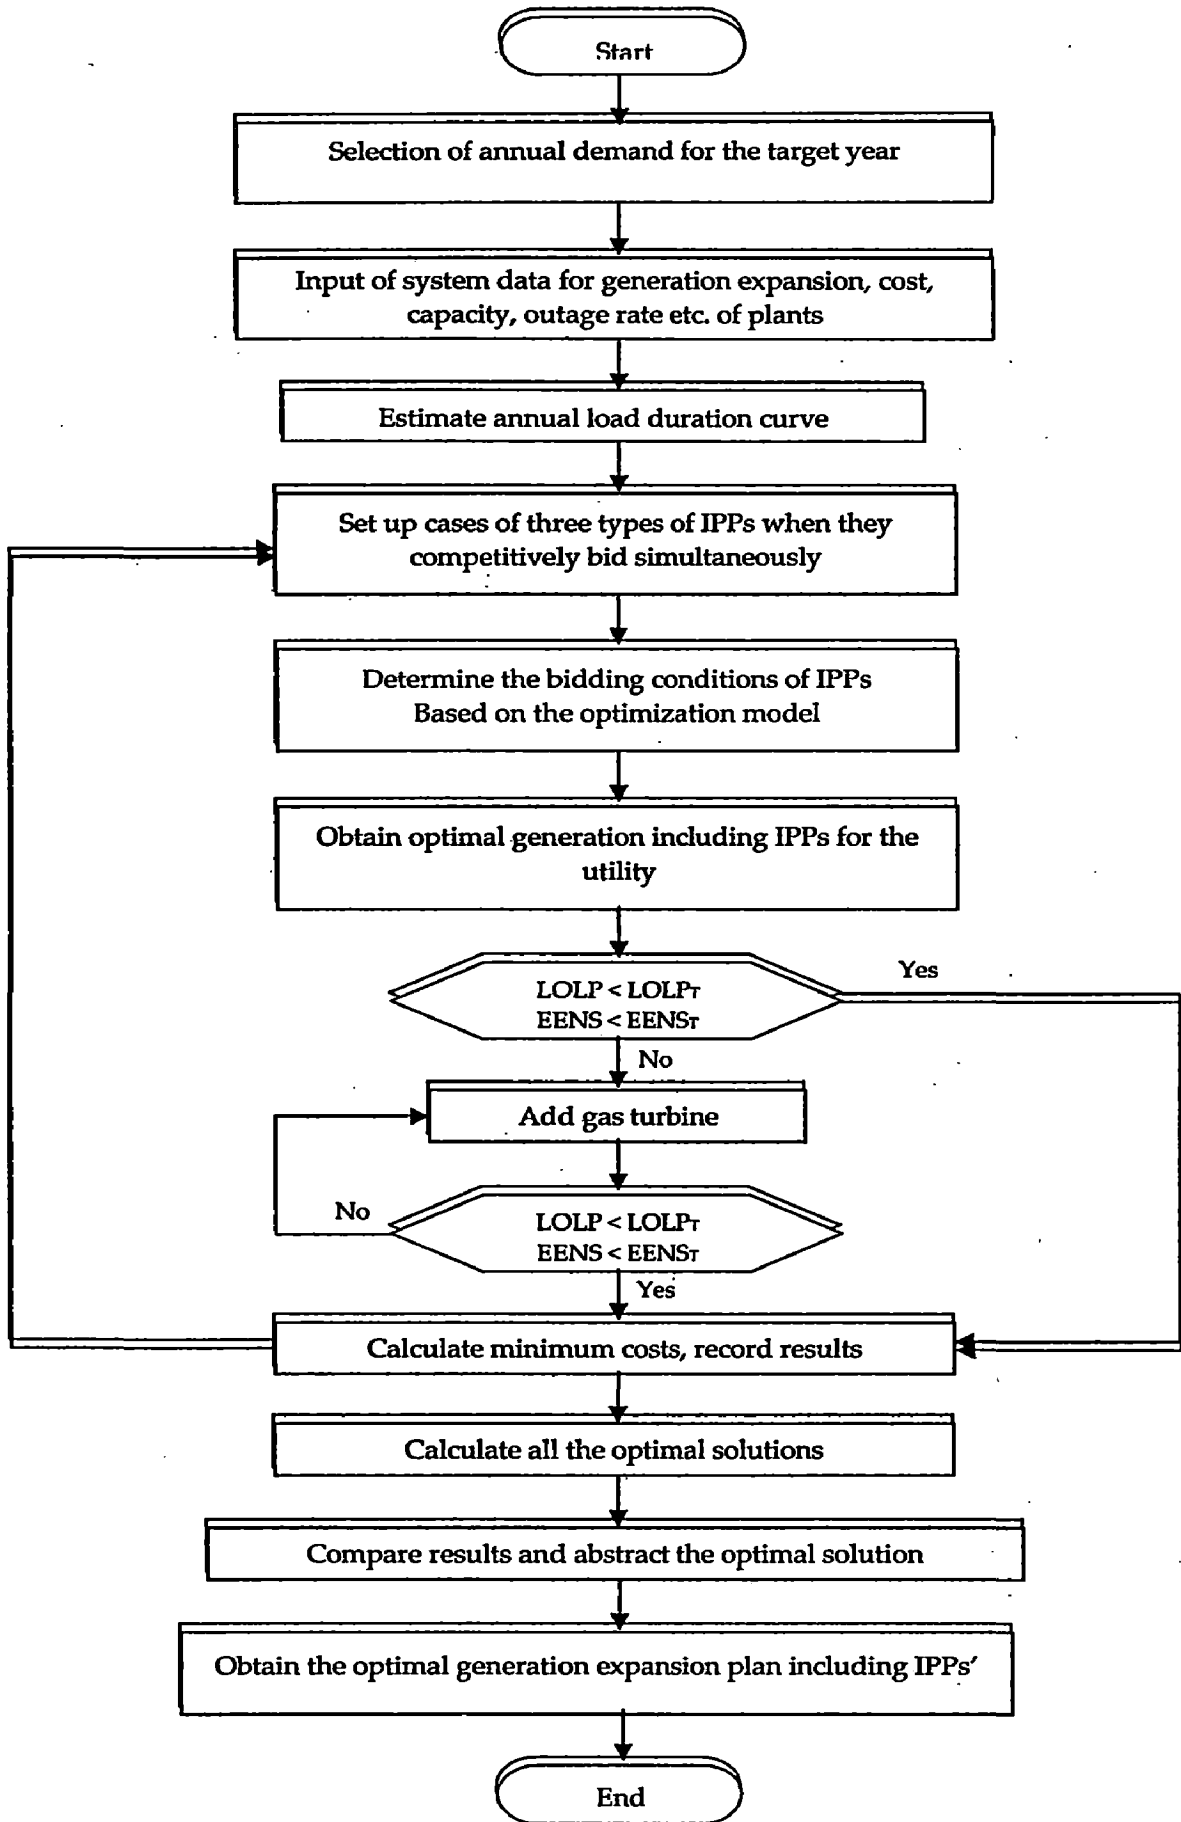 Start
Selection of annual demand for the target year
Input of system data for generation expansion, cost,
capacity, outage rate etc. of plants
Estimate annual load duration curve
Set up cases of three types of IPPs when they
competitively bid simultaneously
Determine the bidding conditions of IPPs
Based on the optimization model
Obtain optimal generation including IPPs for the
utility
LOLP < LOLPT
EENS < EENST
Yes
No
Add gas turbine
No
LOLP < LOLPT
EENS < EENST
Yes
Calculate minimum costs, record results
Calculate all the optimal solutions
Compare results and abstract the optimal solution
Obtain the optimal generation expansion plan including IPPs'
End